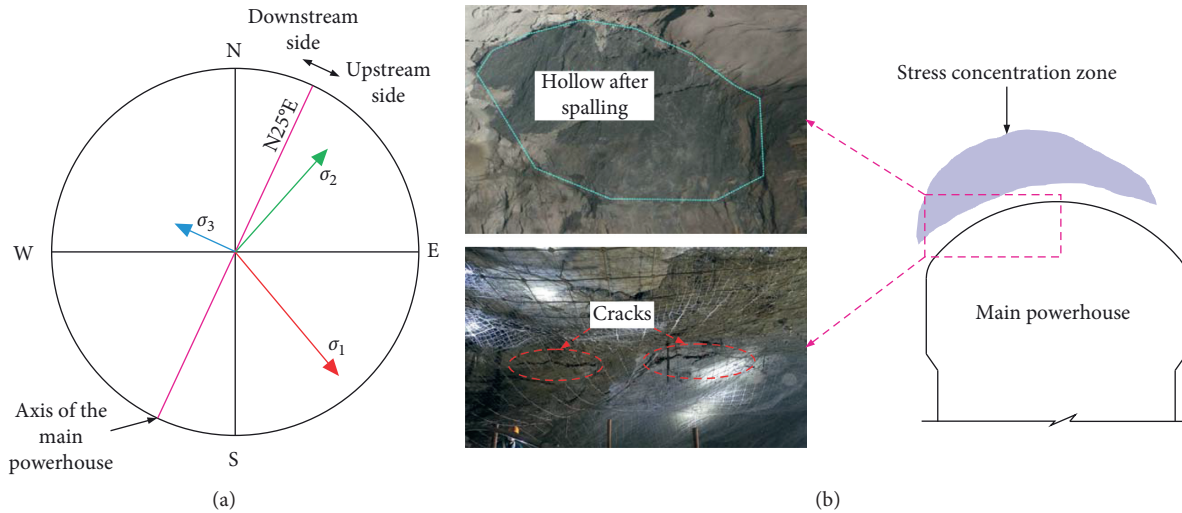 Downstream
side
Upstream
side
N
N25°E
σ2
σ3
W
E
σ1
Axis of the
main
powerhouse
S
(a)
Hollow after
spalling
Cracks
Stress concentration zone
Main powerhouse
(b)